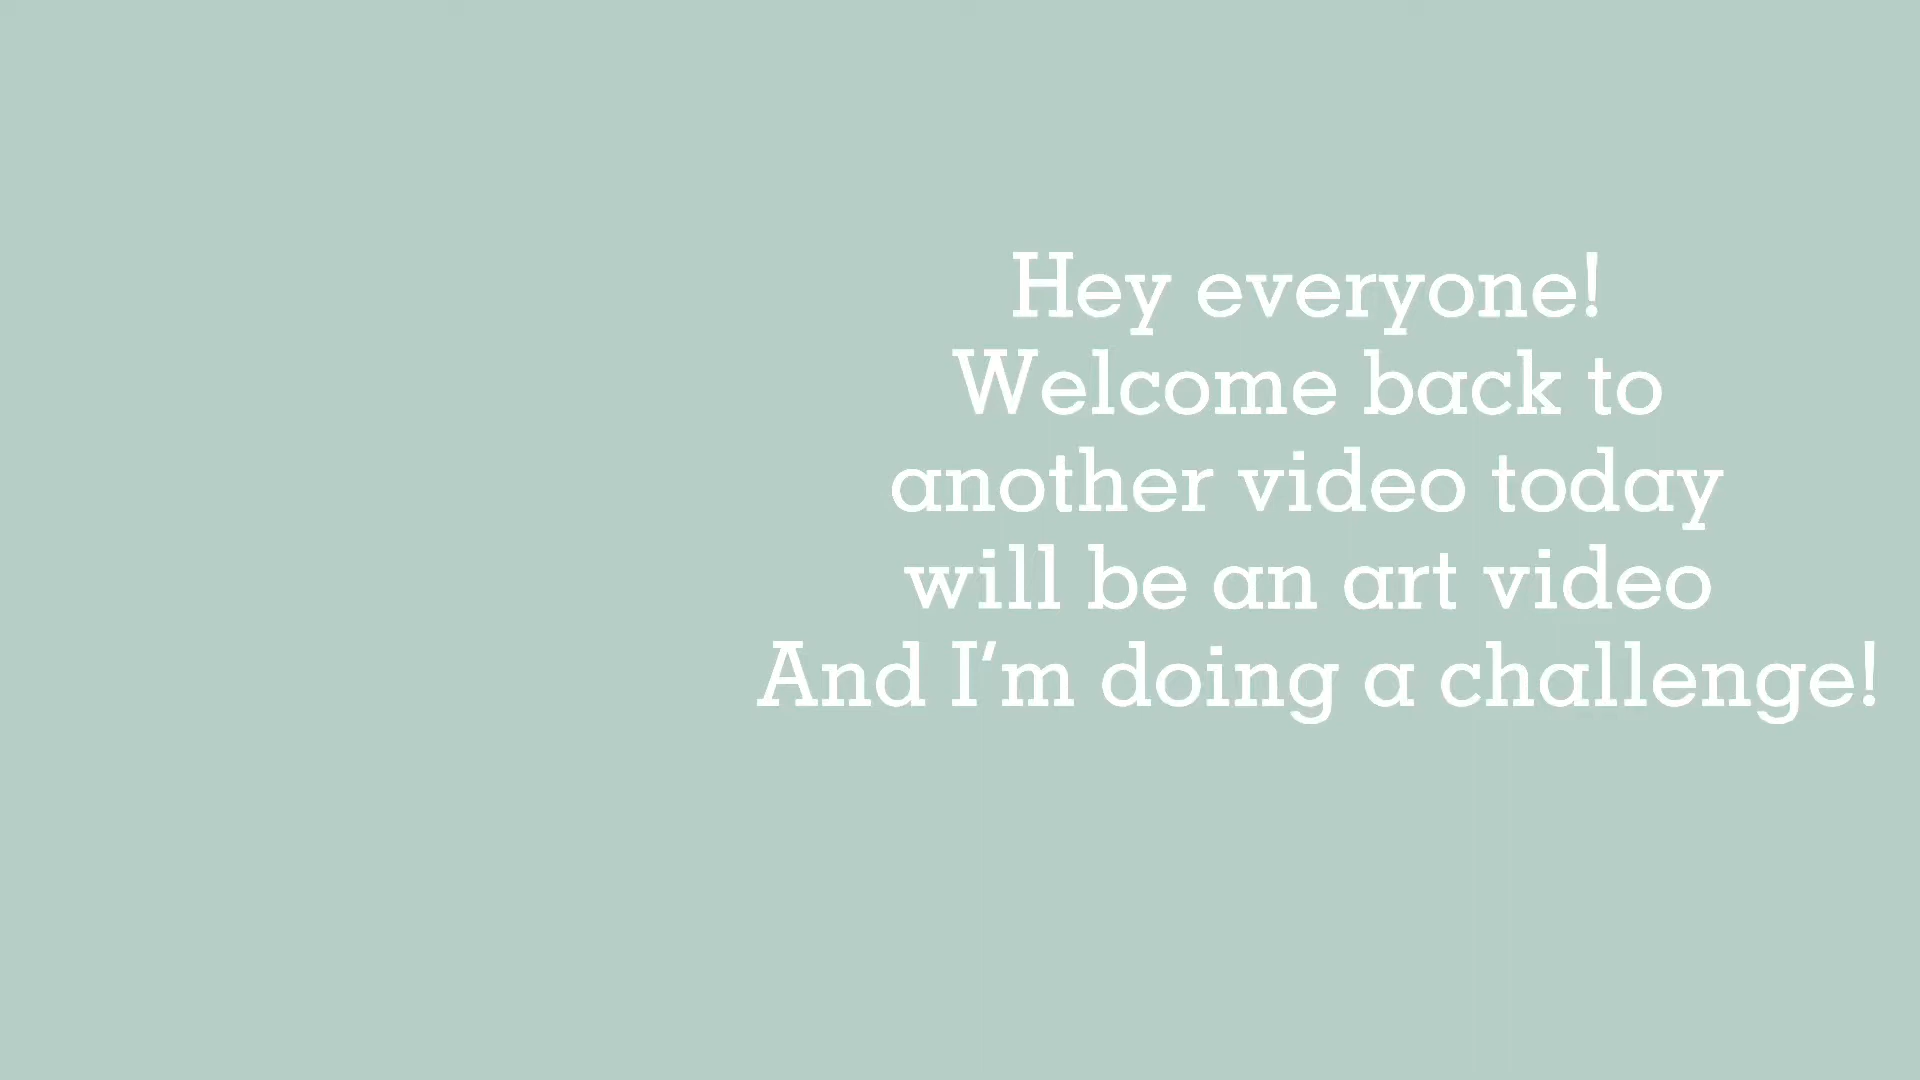 Hey everyone!
Welcome back to
another video today
will be an art video
And I’m doing a challenge!